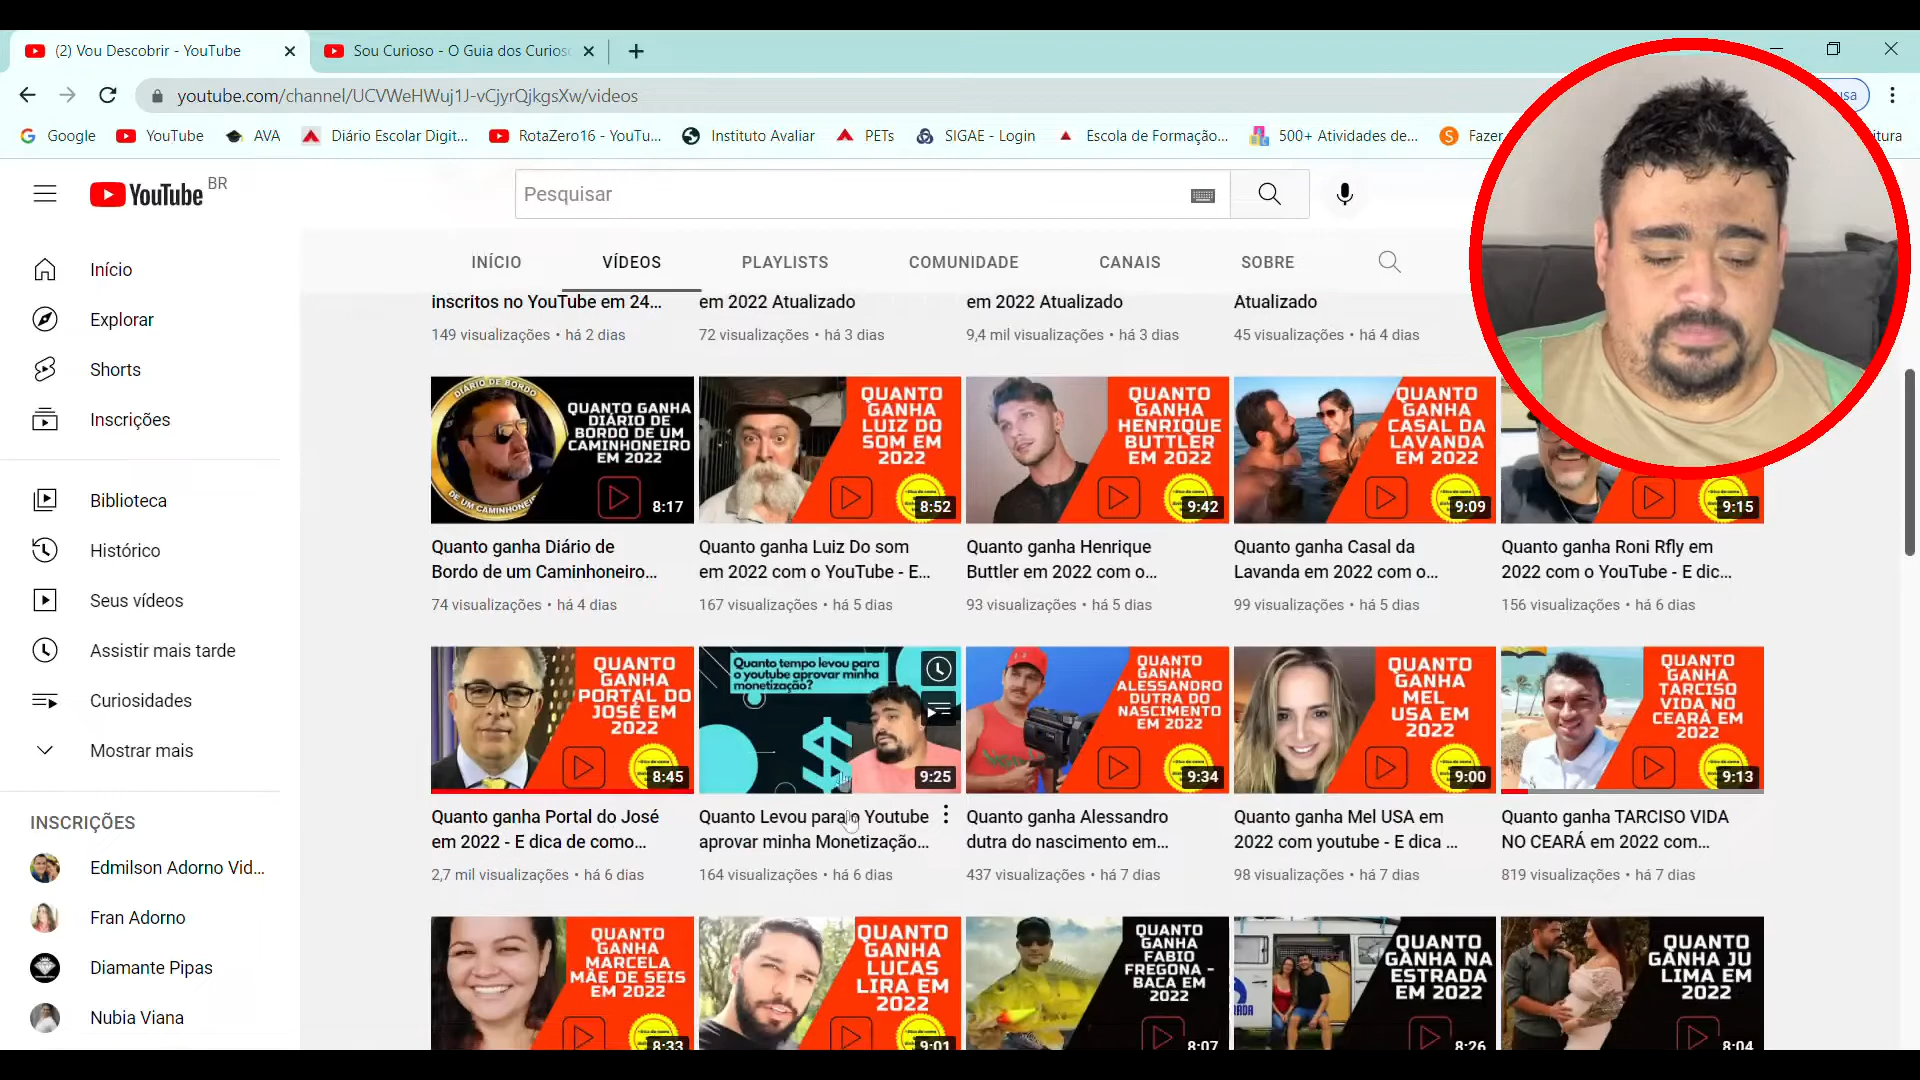 (2) Vou Descobrir - YouTube
Sou Curioso - O Guia dos Curios
youtube.com/channel/UCVWeHWuj1J-vCjyrQjkgsXw/videos
Google
YouTube
AVA
Diário Escolar Digit...
RotaZero16 - YouTu...
Instituto Avaliar
PETs
SIGAE - Login
Escola de Formação...
500+ Atividades de...
Fazer
YouTube BR
Pesquisar
INÍCIO
VÍDEOS
PLAYLISTS
COMUNIDADE
CANAIS
SOBRE
Início
Explorar
Shorts
Inscrições
Biblioteca
Histórico
Seus vídeos
Assistir mais tarde
Curiosidades
Mostrar mais
INSCRIÇÕES
Edmilson Adorno Vid...
Fran Adorno
Diamante Pipas
Nubia Viana
inscritos no YouTube em 24...
149 visualizações • há 2 dias
em 2022 Atualizado
72 visualizações • há 3 dias
em 2022 Atualizado
9,4 mil visualizações • há 3 dias
Atualizado
45 visualizações • há 4 dias
DIÁRIO DE BORDO
DE UM CAMINHONEIRO
QUANTO GANHA
DIÁRIO DE
BORDO DE UM
CAMINHONEIRO
EM 2022
8:17
Quanto ganha Diário de
Bordo de um Caminhoneiro...
74 visualizações • há 4 dias
QUANTO
GANHA
LUIZ DO
SOM EM
2022
8:52
Quanto ganha Luiz Do som
em 2022 com o YouTube - E...
167 visualizações • há 5 dias
QUANTO
GANHA
HENRIQUE
BUTTLER
EM 2022
9:42
Quanto ganha Henrique
Buttler em 2022 com o...
93 visualizações • há 5 dias
QUANTO
GANHA
CASAL DA
LAVANDA
EM 2022
9:09
Quanto ganha Casal da
Lavanda em 2022 com o...
99 visualizações • há 5 dias
9:15
Quanto ganha Roni Rfly em
2022 com o YouTube - E dic...
156 visualizações • há 6 dias
QUANTO
GANHA
PORTAL DO
JOSÉ EM
2022
8:45
Quanto ganha Portal do José
em 2022 - E dica de como...
2,7 mil visualizações • há 6 dias
Quanto tempo levou para
o youtube aprovar minha
monetização?
$
9:25
Quanto Levou para o Youtube
aprovar minha Monetização...
164 visualizações • há 6 dias
QUANTO
GANHA
ALESSANDRO
DUTRA DO
NASCIMENTO
EM 2022
9:34
Quanto ganha Alessandro
dutra do nascimento em...
437 visualizações • há 7 dias
QUANTO
GANHA
MEL
USA EM
2022
9:00
Quanto ganha Mel USA em
2022 com youtube - E dica ...
98 visualizações • há 7 dias
QUANTO
GANHA
TARCISO
VIDA NO
CEARÁ EM
2022
9:13
Quanto ganha TARCISO VIDA
NO CEARÁ em 2022 com...
819 visualizações • há 7 dias
QUANTO
GANHA
MARCELA
MÃE DE SEIS
EM 2022
8:33
QUANTO
GANHA
LUCAS
LIRA EM
2022
9:01
QUANTO
GANHA
FABIO
FREGONA -
BACA EM
2022
8:07
QUANTO
GANHA NA
ESTRADA
EM 2022
8:26
QUANTO
GANHA JU
LIMA EM
2022
8:04